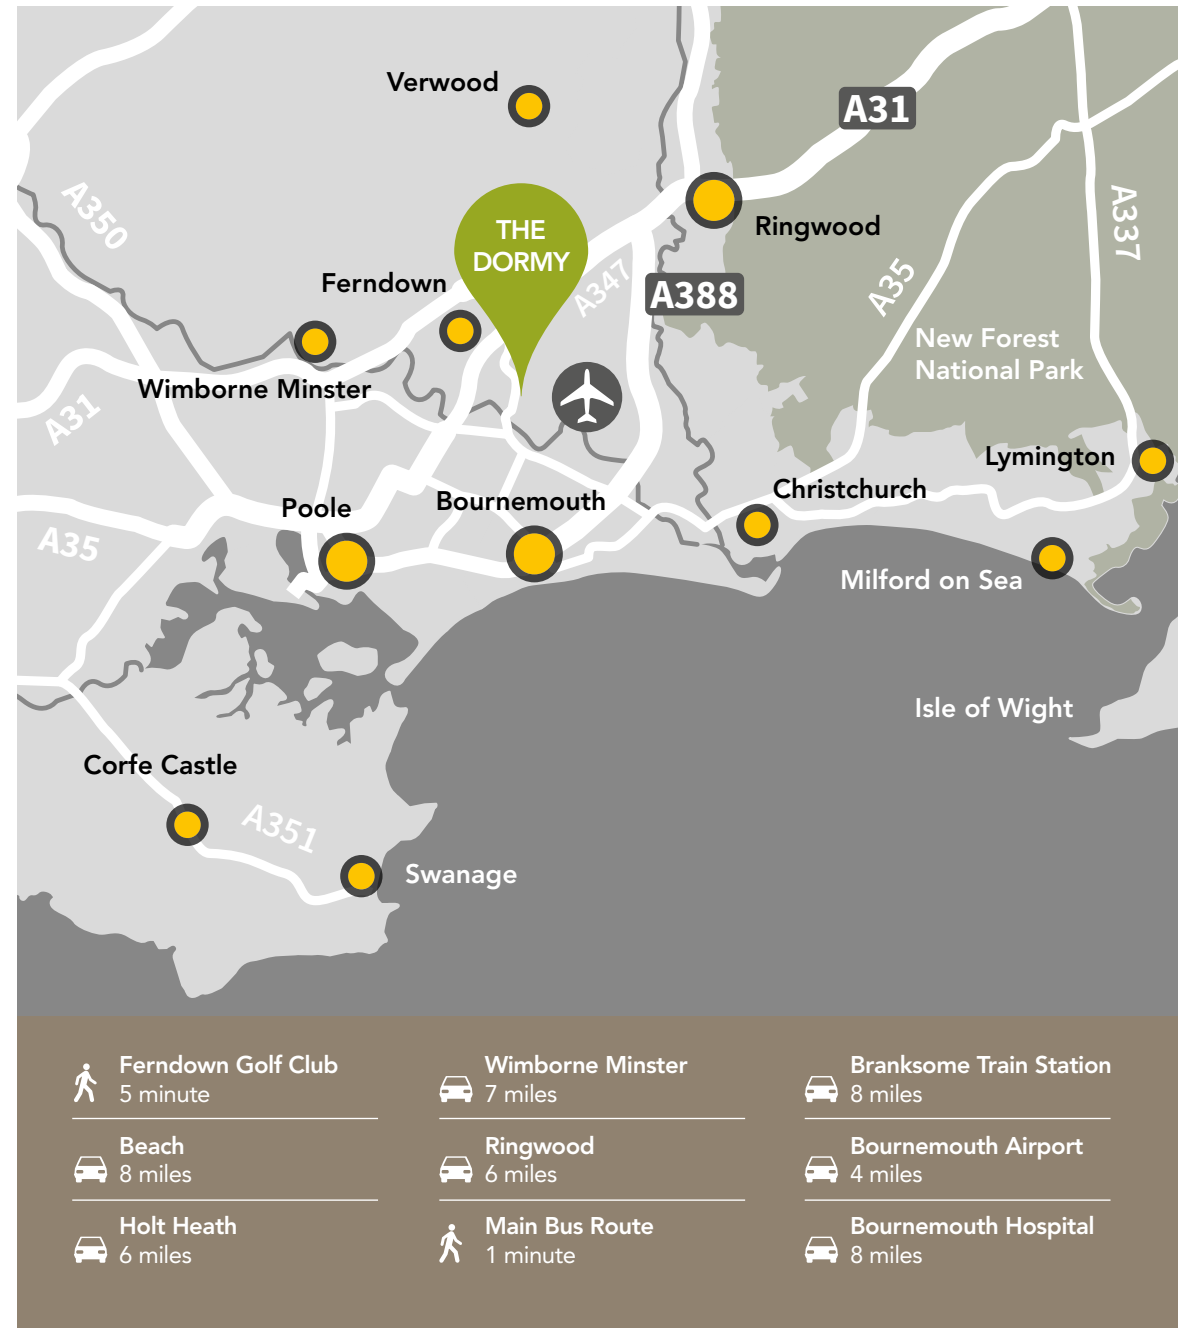 Verwood
A31
A350
THE
DORMY
Ringwood
A337
Ferndown
A347
A388
A35
New Forest
National Park
Wimborne Minster
A31
Lymington
Poole
Bournemouth
Christchurch
A35
Milford on Sea
Isle of Wight
Corfe Castle
A351
Swanage
Ferndown Golf Club
5 minute
Beach
8 miles
Holt Heath
6 miles
Wimborne Minster
7 miles
Ringwood
6 miles
Main Bus Route
1 minute
Branksome Train Station
8 miles
Bournemouth Airport
4 miles
Bournemouth Hospital
8 miles